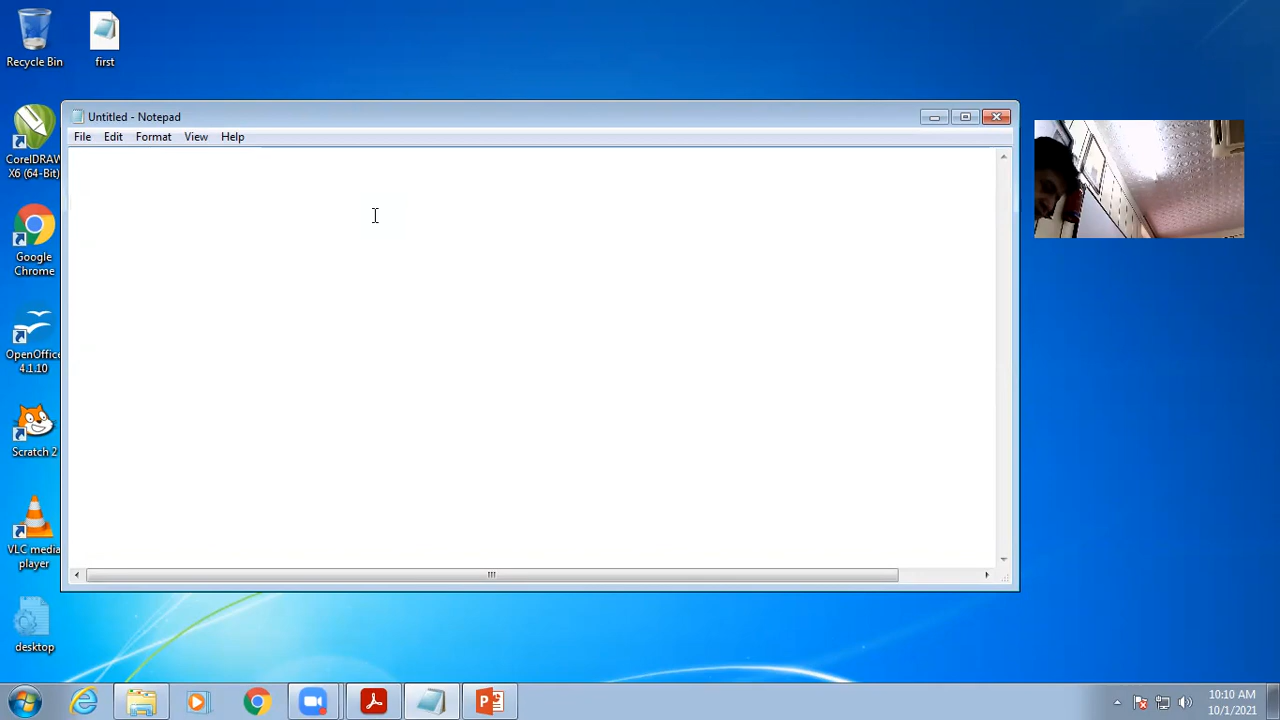 Recycle Bin
first
Untitled - Notepad
File Edit Format View Help
CorelDRAW
X6 (64-Bit)
Google
Chrome
OpenOffice
4.1.10
Scratch 2
VLC media
player
desktop
10:10 AM
10/1/2021